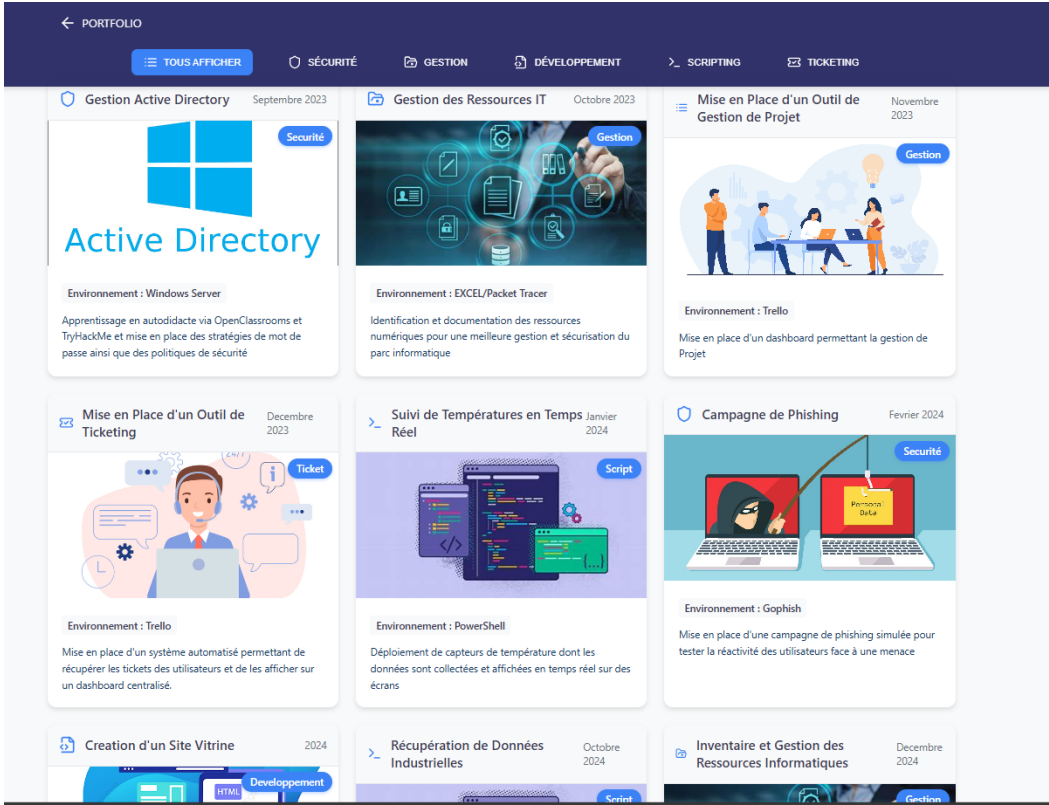 ← PORTFOLIO
TOUS AFFICHER
SÉCURITÉ
GESTION
DÉVELOPPEMENT
SCRIPTING
TICKETING
Gestion Active Directory
Septembre 2023
Securité
Active Directory
Environnement : Windows Server
Apprentissage en autodidacte via OpenClassrooms et
TryHackMe et mise en place des stratégies de mot de
passe ainsi que des politiques de sécurité
Gestion des Ressources IT
Octobre 2023
Gestion
Environnement : EXCEL/Packet Tracer
Identification et documentation des ressources
numériques pour une meilleure gestion et sécurisation du
parc informatique
Mise en Place d'un Outil de
Gestion de Projet
Novembre
2023
Gestion
Environnement : Trello
Mise en place d'un dashboard permettant la gestion de
Projet
Mise en Place d'un Outil de
Ticketing
Decembre
2023
24/7
Ticket
Environnement : Trello
Mise en place d'un système automatisé permettant de
récupérer les tickets des utilisateurs et de les afficher sur
un dashboard centralisé.
Suivi de Températures en Temps
Réel
Janvier
2024
Script
Environnement : PowerShell
Déploiement de capteurs de température dont les
données sont collectées et affichées en temps réel sur des
écrans
Campagne de Phishing
Fevrier 2024
Securité
Personal
Data
Environnement : Gophish
Mise en place d'une campagne de phishing simulée pour
tester la réactivité des utilisateurs face à une menace
Creation d'un Site Vitrine
2024
Developpement
HTML
Récupération de Données
Industrielles
Octobre
2024
Script
Inventaire et Gestion des
Ressources Informatiques
Decembre
2024
Gestion